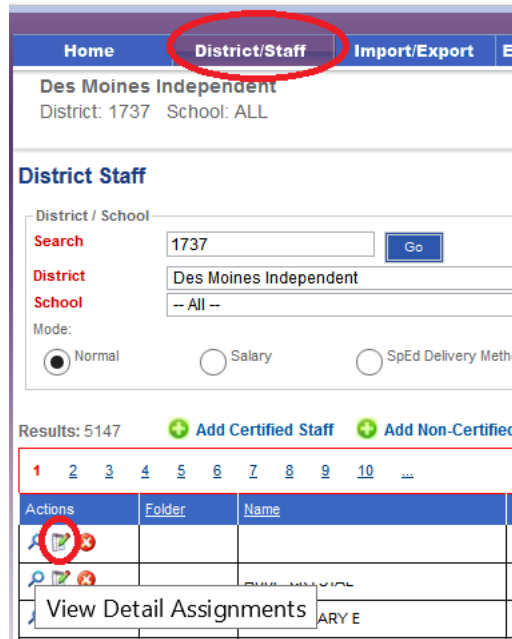 Home District/Staff Import/Export E
Des Moines Independent
District: 1737 School: ALL
District Staff
District / School
Search 1737 Go
District Des Moines Independent
School -- All --
Mode:
Normal Salary SpEd Delivery Meth
Results: 5147 Add Certified Staff Add Non-Certified
1 2 3 4 5 6 7 8 9 10 ...
Actions Folder Name
View Detail Assignments ARY E